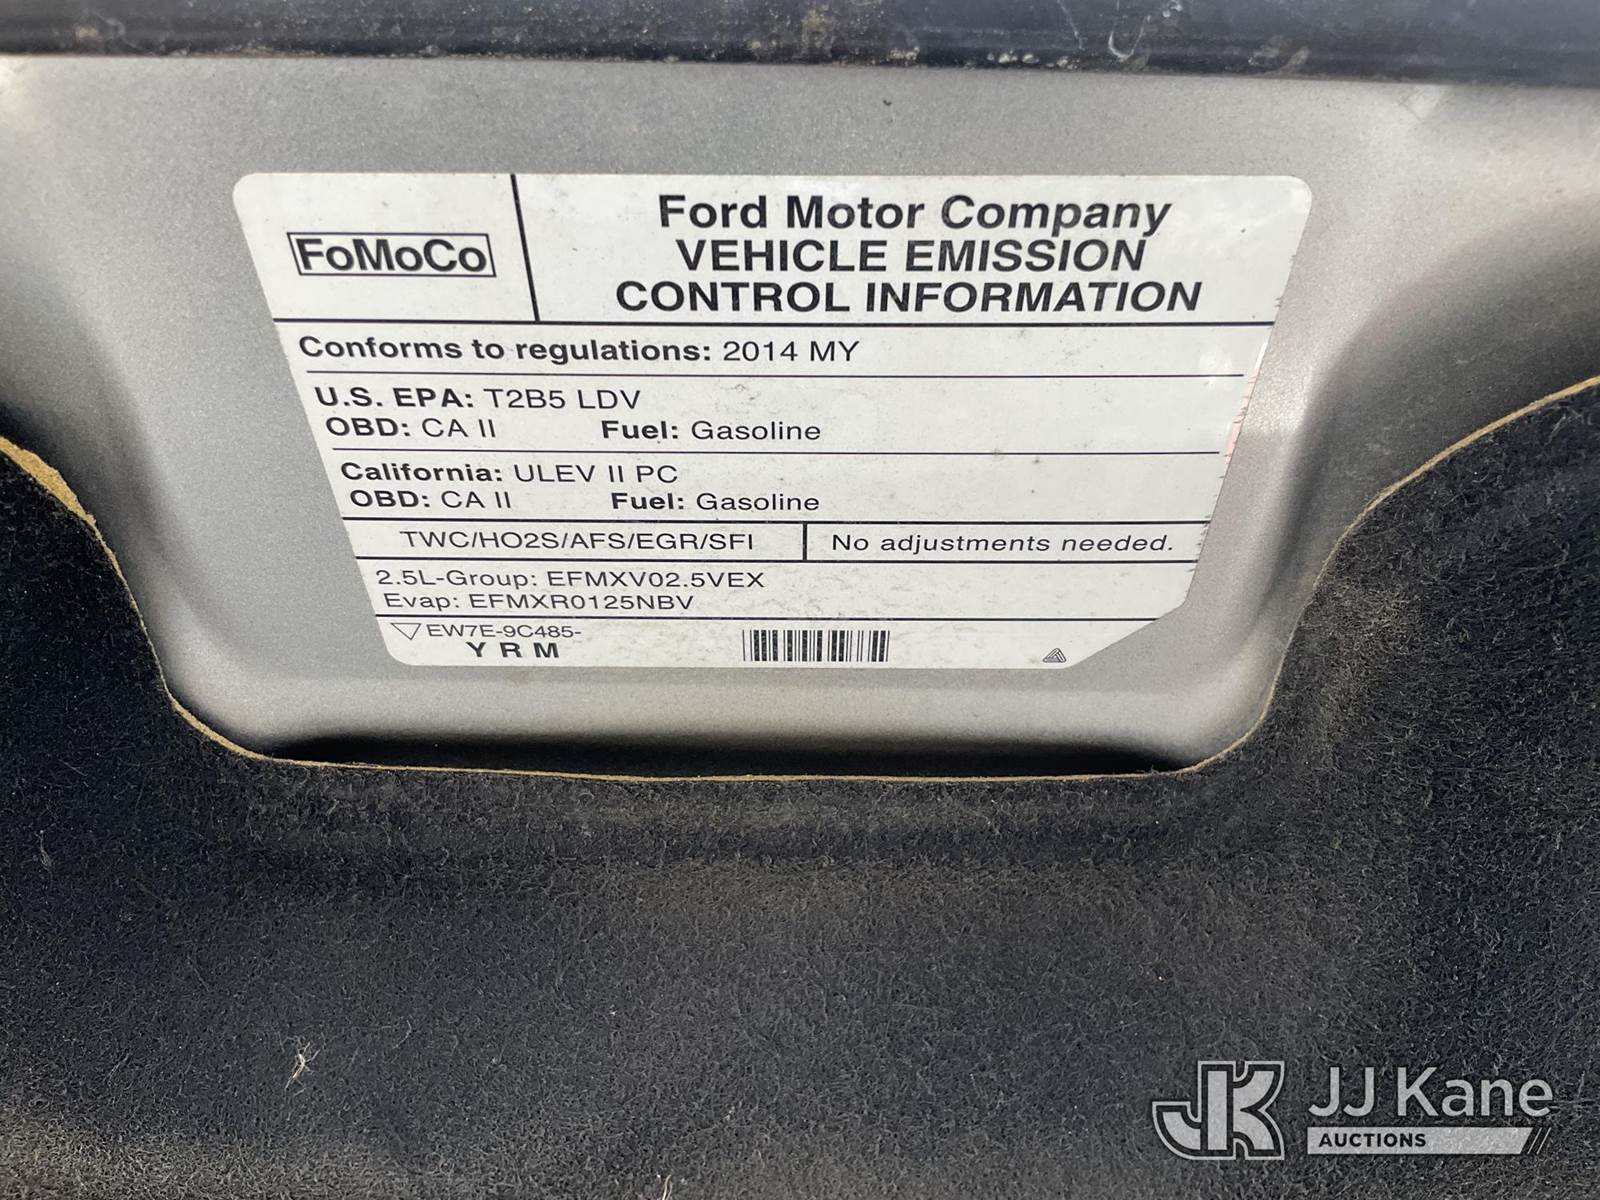 FoMoCo
Ford Motor Company
VEHICLE EMISSION
CONTROL INFORMATION
Conforms to regulations: 2014 MY
U.S. EPA: T2B5 LDV
OBD: CA II Fuel: Gasoline
California: ULEV II PC
OBD: CA II Fuel: Gasoline
TWC/HO2S/AFS/EGR/SFI No adjustments needed.
2.5L-Group: EFMXV02.5VEX
Evap: EFMXR0125NBV
EW7E-9C485-
Y R M
JK JJ Kane
AUCTIONS